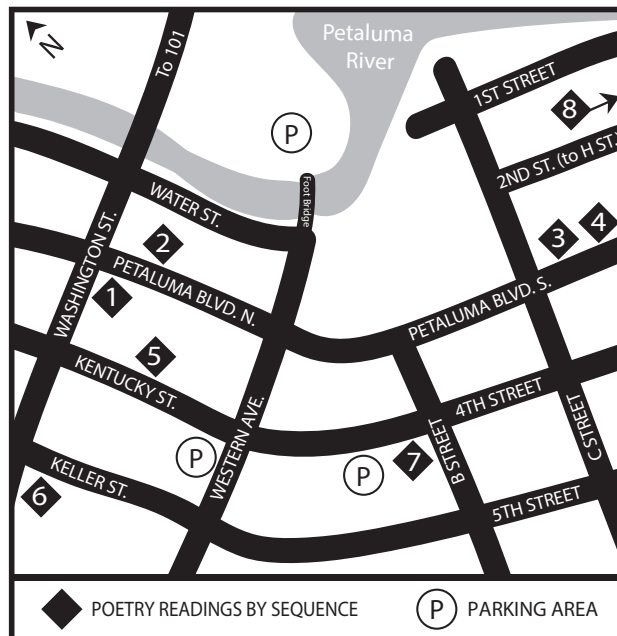 N
To 101
Petaluma
River
P
1ST STREET
8
2ND ST. (to H ST.)
Foot Bridge
WATER ST.
2
3
4
WASHINGTON ST.
1
PETALUMA BLVD. N.
PETALUMA BLVD. S.
5
KENTUCKY ST.
4TH STREET
WESTERN AVE.
B STREET
C STREET
P
P
7
KELLER ST.
6
5TH STREET
POETRY READINGS BY SEQUENCE
P PARKING AREA